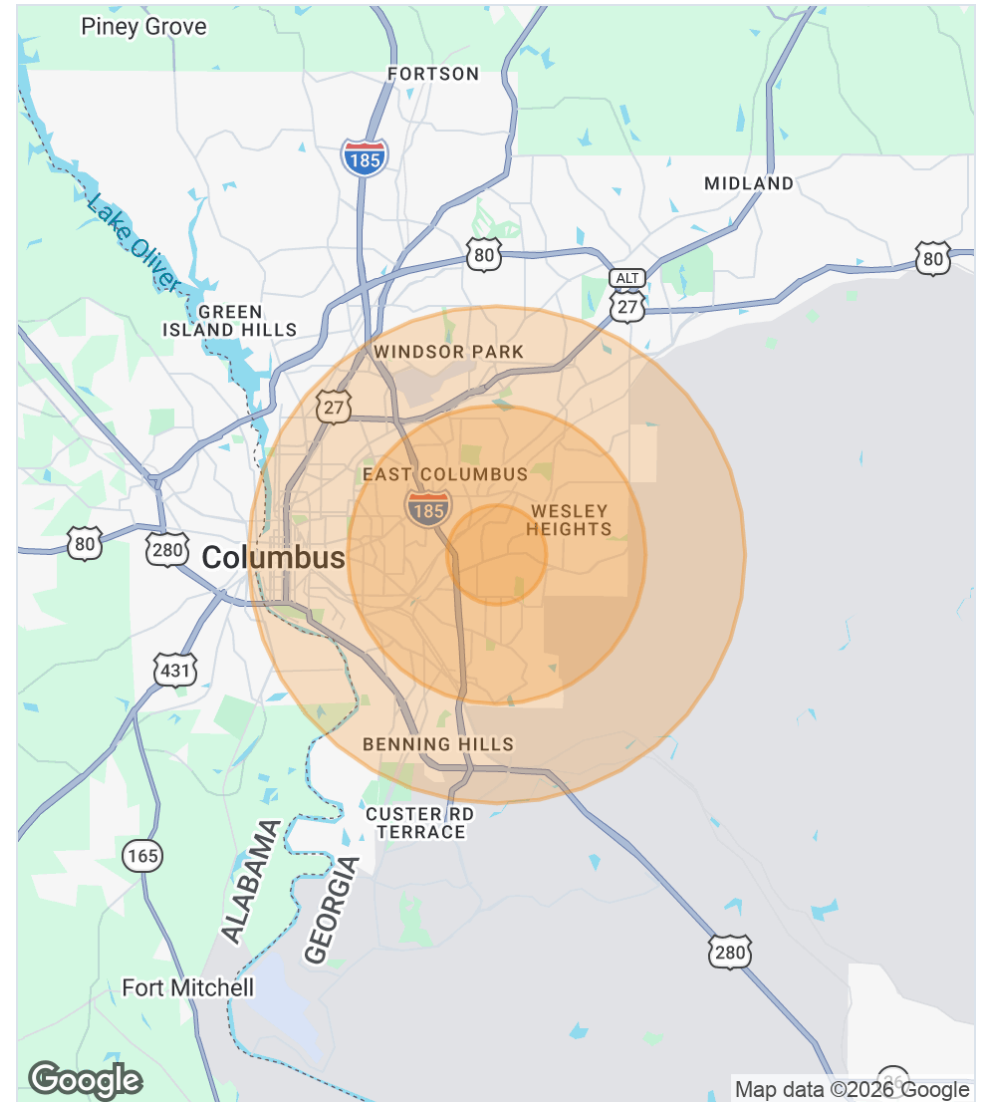 Piney Grove
FORTSON
185
MIDLAND
Lake Oliver
80
80
ALT
27
GREEN
ISLAND HILLS
WINDSOR PARK
27
EAST COLUMBUS
185
WESLEY
HEIGHTS
80
280
Columbus
431
BENNING HILLS
CUSTER RD
TERRACE
165
ALABAMA
GEORGIA
280
Fort Mitchell
Google
Map data ©2026 Google